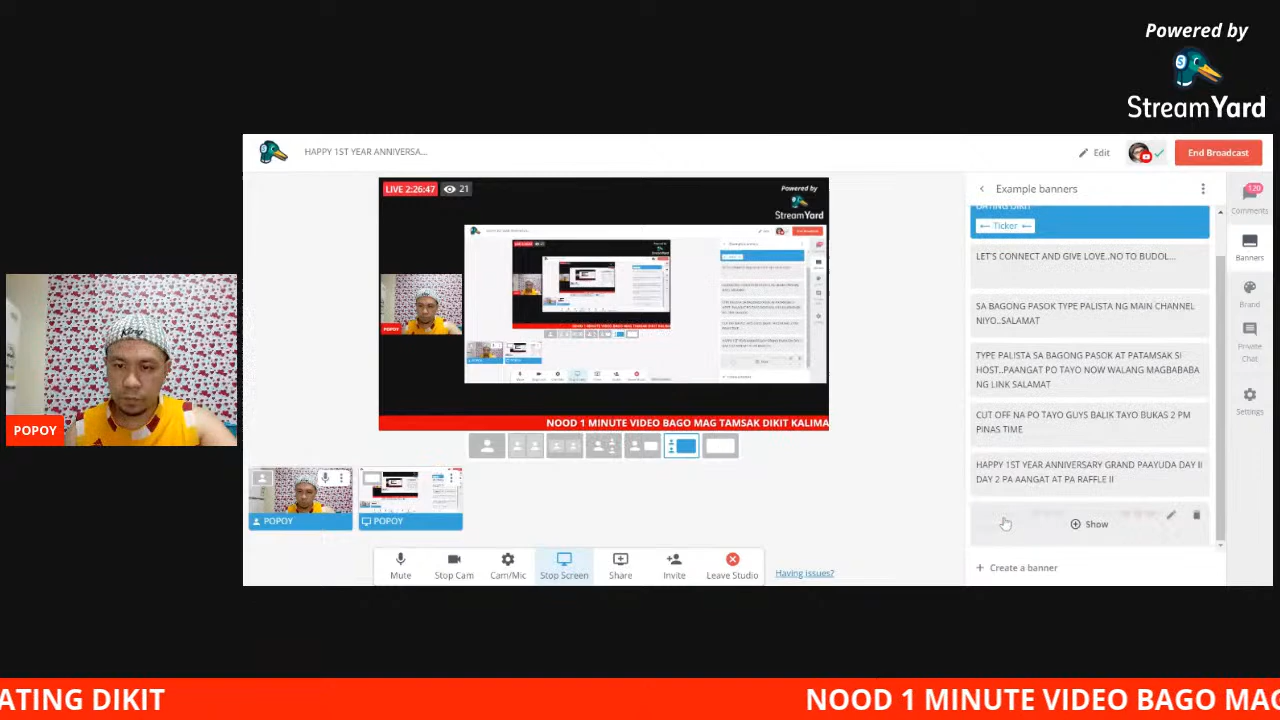 Powered by
StreamYard
HAPPY 1ST YEAR ANNIVERSA...
Edit
End Broadcast
LIVE 2:26:47
21
Powered by
StreamYard
Example banners
DATING DIKIT
Ticker
LET'S CONNECT AND GIVE LOVE..NO TO BUDOL...
SA BAGONG PASOK TYPE PALISTA NG MAIN CHANNEL
NIYO..SALAMAT
TYPE PALISTA SA BAGONG PASOK AT PATAMSAK SI
HOST..PAANGAT PO TAYO NOW WALANG MAGBABABA
NG LINK SALAMAT
CUT OFF NA PO TAYO GUYS BALIK TAYO BUKAS 2 PM
PINAS TIME
HAPPY 1ST YEAR ANNIVERSARY GRAND PAAYUDA DAY II
DAY 2 PA AANGAT AT PA RAFFLE II
Show
Create a banner
120
Comments
Banners
Brand
Private
Chat
Settings
POPOY
POPOY
NOOD 1 MINUTE VIDEO BAGO MAG TAMSAK DIKIT KALIMA
POPOY
POPOY
Mute
Stop Cam
Cam/Mic
Stop Screen
Share
Invite
Leave Studio
Having issues?
ATING DIKIT
NOOD 1 MINUTE VIDEO BAGO MAG